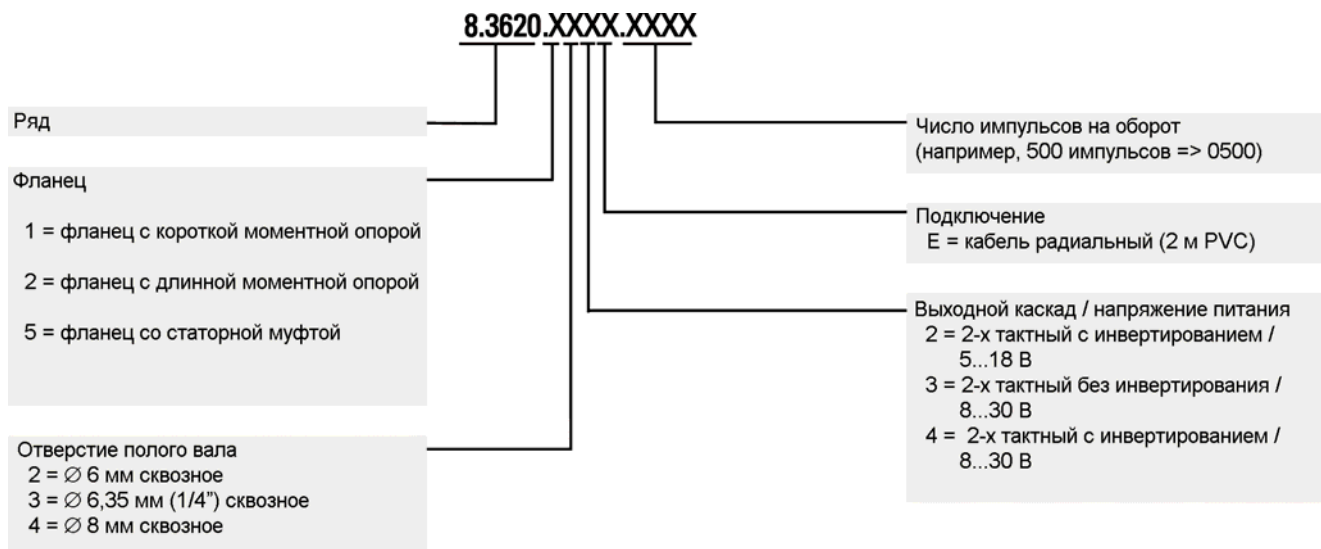 8.3620.XXXX.XXXX
Ряд
Фланец
1 = фланец с короткой моментной опорой
2 = фланец с длинной моментной опорой
5 = фланец со статорной муфтой
Отверстие полого вала
2 = ∅ 6 мм сквозное
3 = ∅ 6,35 мм (1/4”) сквозное
4 = ∅ 8 мм сквозное
Число импульсов на оборот
(например, 500 импульсов => 0500)
Подключение
E = кабель радиальный (2 м PVC)
Выходной каскад / напряжение питания
2 = 2-х тактный с инвертированием /
5...18 В
3 = 2-х тактный без инвертирования /
8...30 В
4 = 2-х тактный с инвертированием /
8...30 В